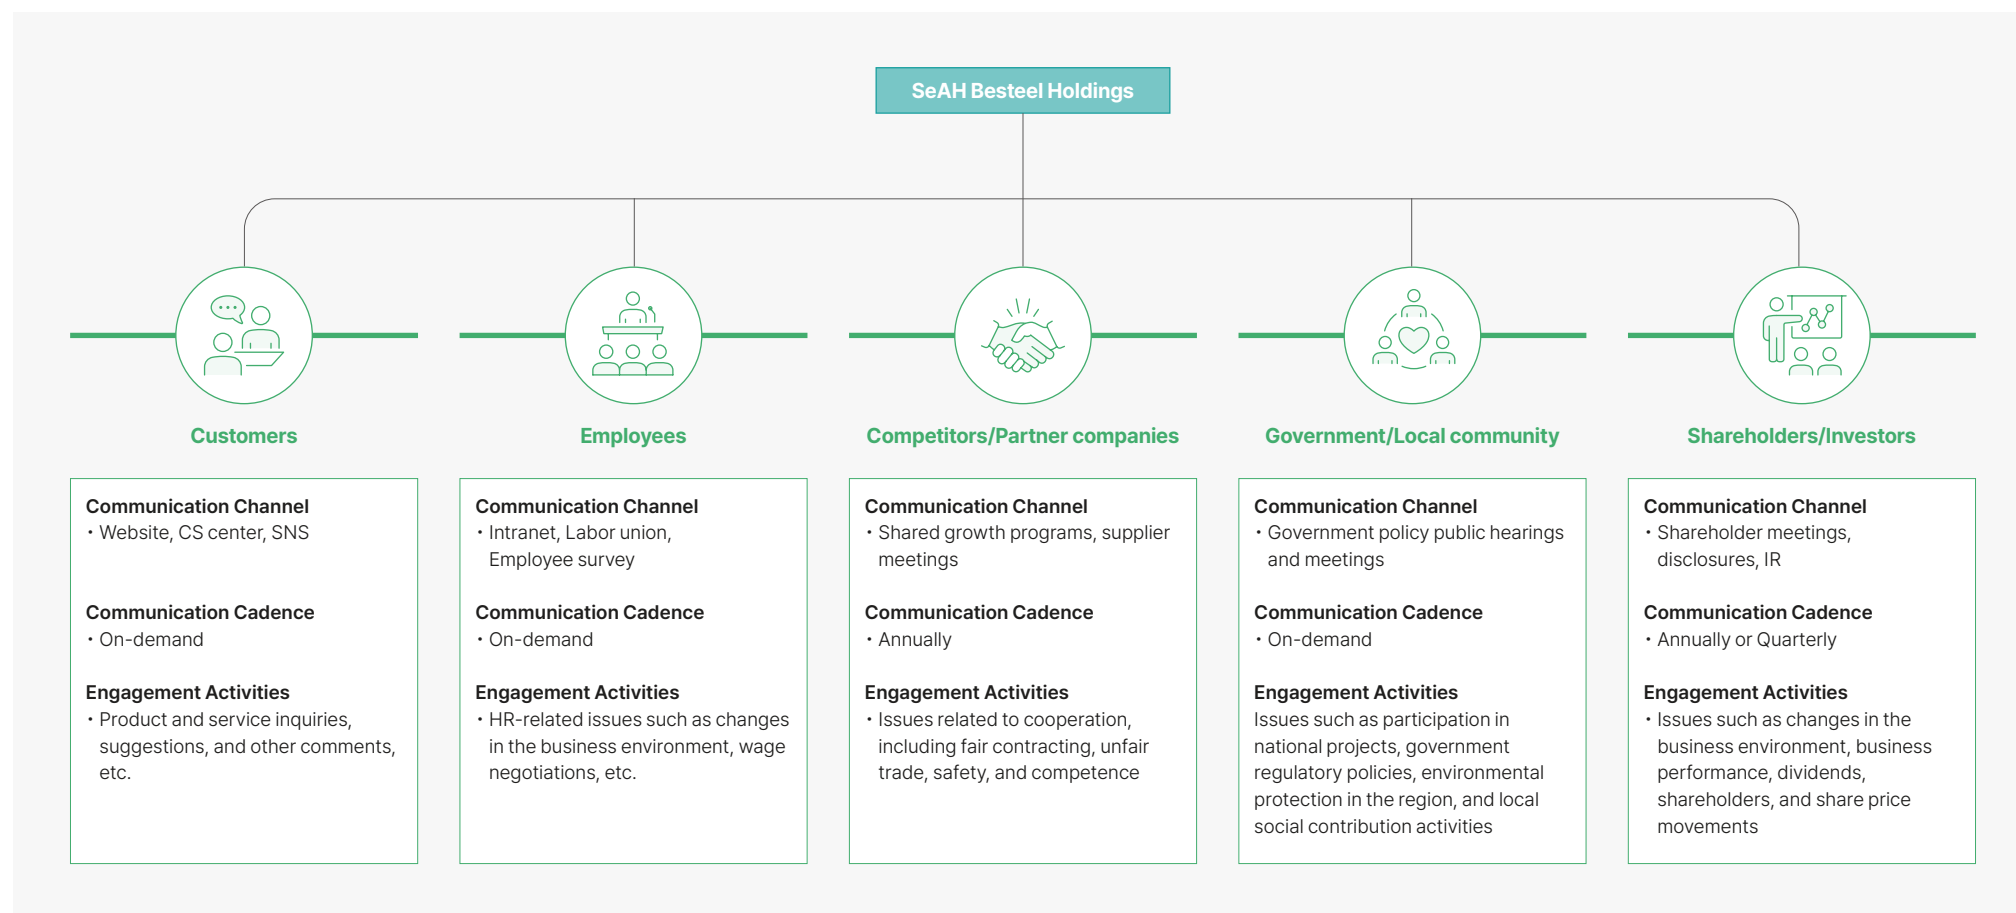 SeAH Besteel Holdings
Customers
Communication Channel
• Website, CS center, SNS
Communication Cadence
• On-demand
Engagement Activities
• Product and service inquiries,
suggestions, and other comments,
etc.
Employees
Communication Channel
• Intranet, Labor union,
Employee survey
Communication Cadence
• On-demand
Engagement Activities
• HR-related issues such as changes
in the business environment, wage
negotiations, etc.
Competitors/Partner companies
Communication Channel
• Shared growth programs, supplier
meetings
Communication Cadence
• Annually
Engagement Activities
• Issues related to cooperation,
including fair contracting, unfair
trade, safety, and competence
Government/Local community
Communication Channel
• Government policy public hearings
and meetings
Communication Cadence
• On-demand
Engagement Activities
Issues such as participation in
national projects, government
regulatory policies, environmental
protection in the region, and local
social contribution activities
Shareholders/Investors
Communication Channel
• Shareholder meetings,
disclosures, IR
Communication Cadence
• Annually or Quarterly
Engagement Activities
• Issues such as changes in the
business environment, business
performance, dividends,
shareholders, and share price
movements